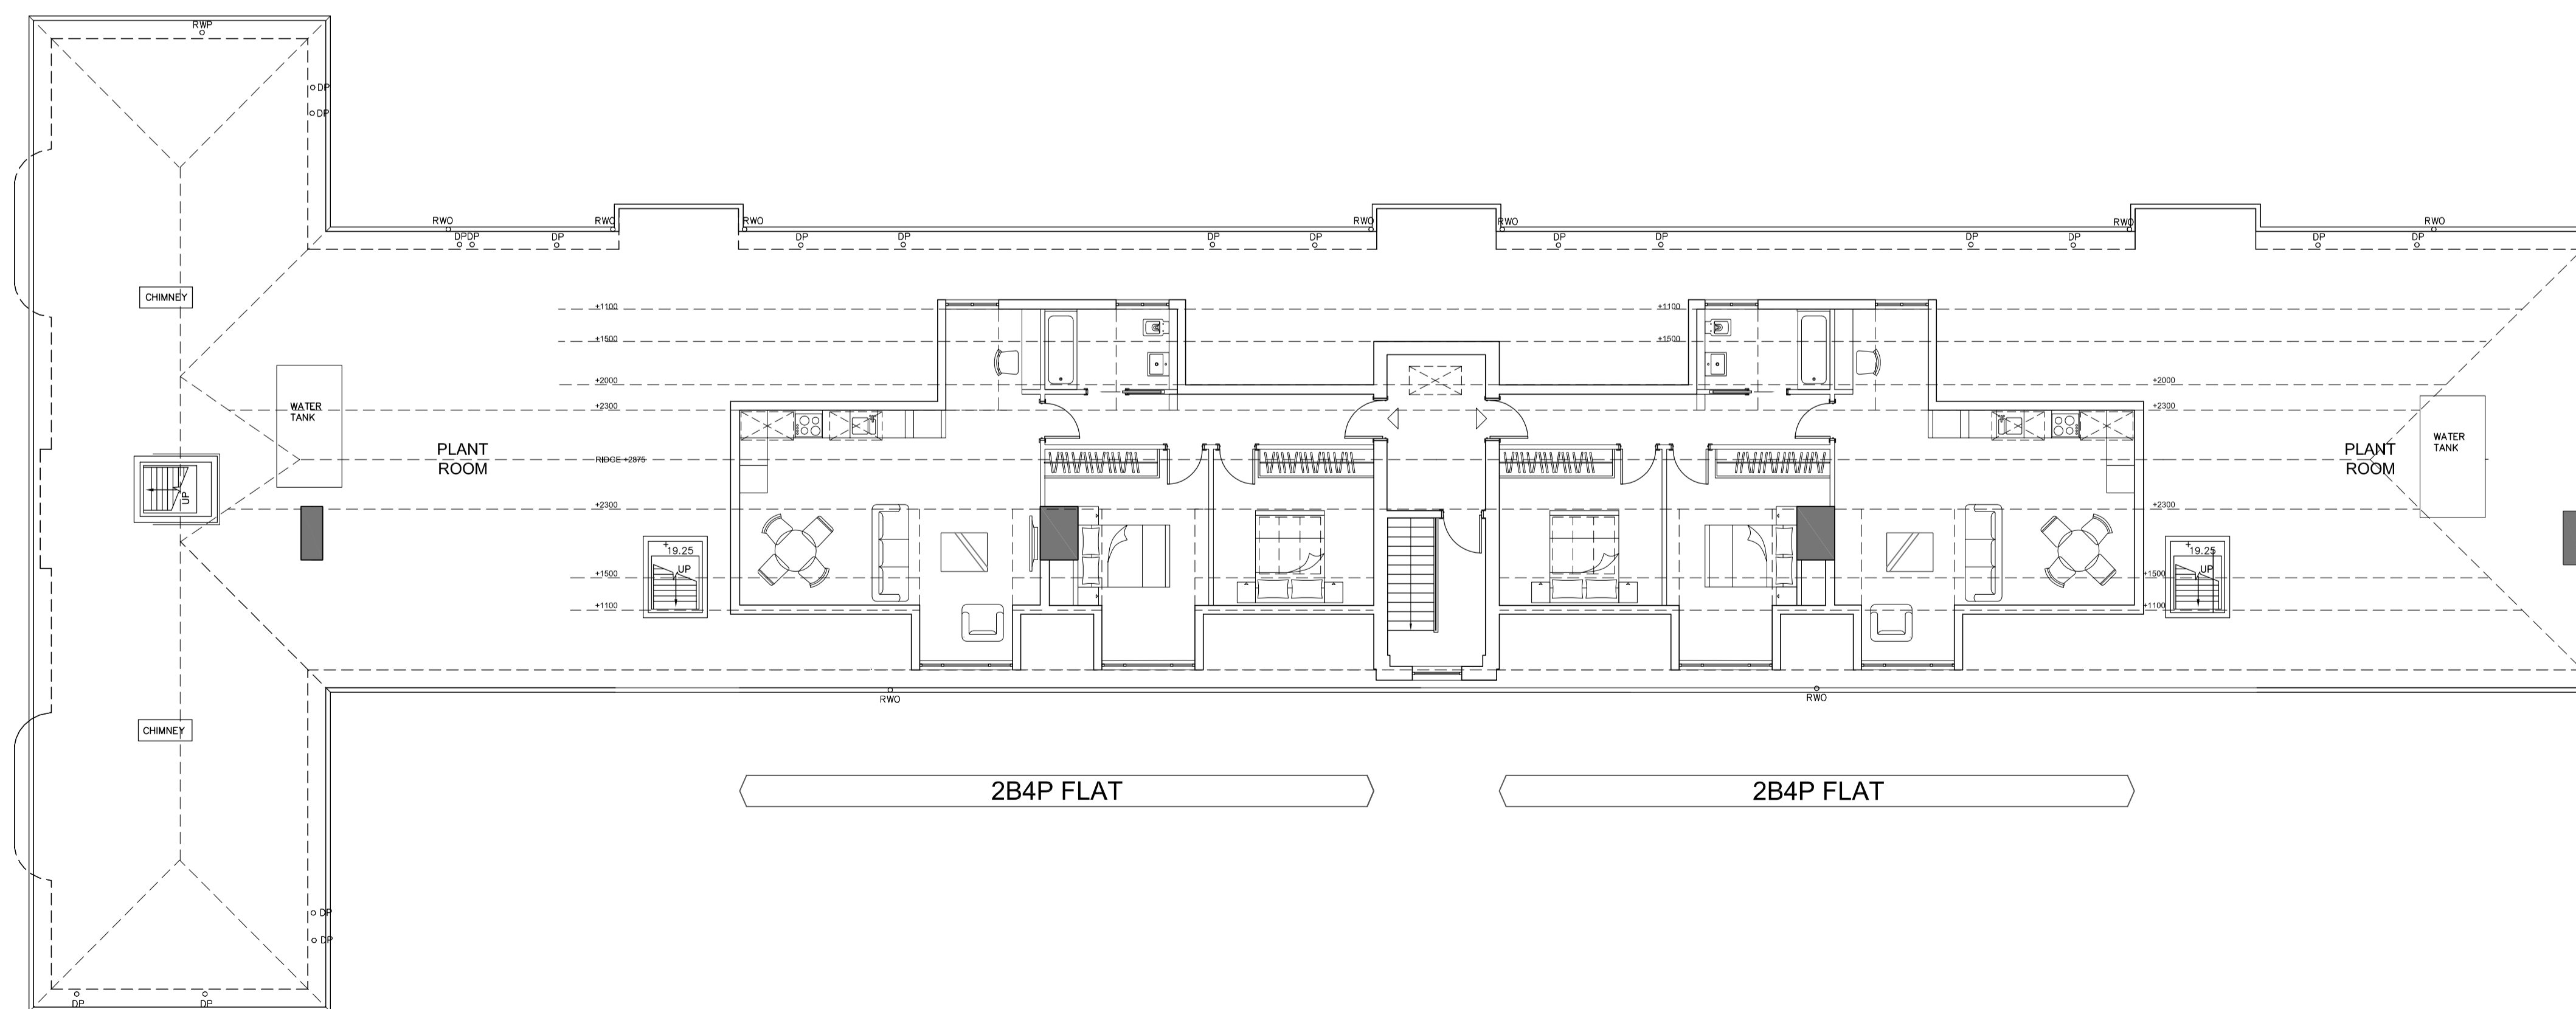 RWP
DP
DP
RWO
RWO
RWO
RWO
RWO
RWO
RWO
DPDP
DP
DP
DP
DP
DP
DP
DP
DP
DP
DP
DP
CHIMNEY
+1100
+1100
+1500
+1500
+2000
+2000
WATER
TANK
+2300
+2300
WATER
TANK
PLANT
ROOM
RIDGE +2875
PLANT
ROOM
UP
+2300
+2300
19.25
UP
19.25
UP
+1500
+1500
+1100
+1100
RWO
RWO
CHIMNEY
2B4P FLAT
2B4P FLAT
DP
DP
DP
DP